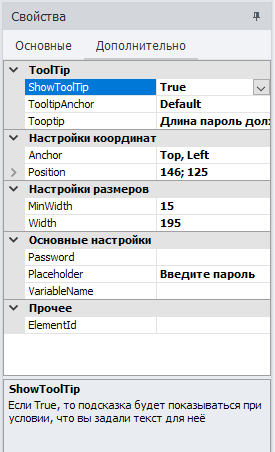 Свойства
Основные Дополнительно
ToolTip
ShowToolTip True
TooltipAnchor Default
Tooptip Длина пароль дол
Настройки координат
Anchor Top, Left
Position 146; 125
Настройки размеров
MinWidth 15
Width 195
Основные настройки
Password
Placeholder Введите пароль
VariableName
Прочее
ElementId
ShowToolTip
Если True, то подсказка будет показываться при
условии, что вы задали текст для неё